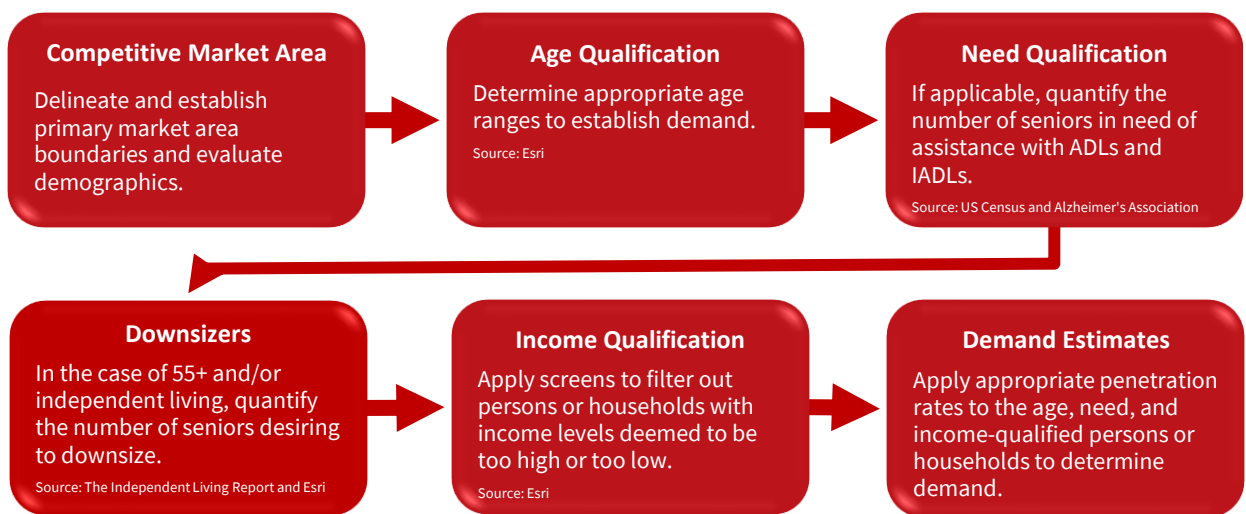 Competitive Market Area
Delineate and establish
primary market area
boundaries and evaluate
demographics.
Age Qualification
Determine appropriate age
ranges to establish demand.
Source: Esri
Need Qualification
If applicable, quantify the
number of seniors in need of
assistance with ADLs and
IADLs.
Source: US Census and Alzheimer's Association
Downsizers
In the case of 55+ and/or
independent living, quantify
the number of seniors desiring
to downsize.
Source: The Independent Living Report and Esri
Income Qualification
Apply screens to filter out
persons or households with
income levels deemed to be
too high or too low.
Source: Esri
Demand Estimates
Apply appropriate penetration
rates to the age, need, and
income-qualified persons or
households to determine
demand.